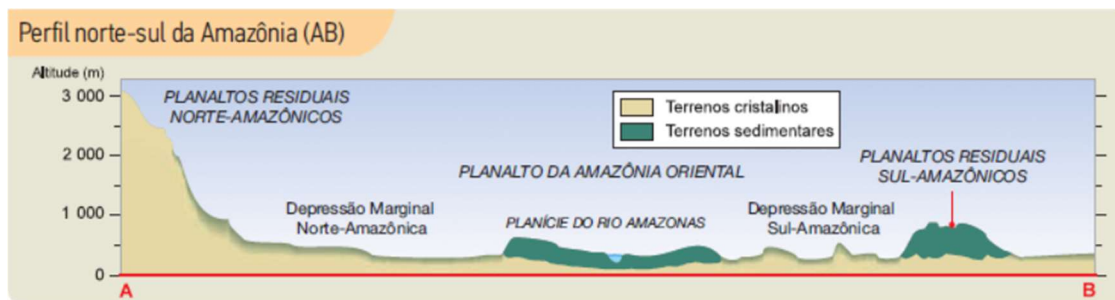 Perfil norte-sul da Amazônia (AB)
Altitude (m)
3 000
2 000
1 000
0
PLANALTOS RESIDUAIS
NORTE-AMAZÔNICOS
Terrenos cristalinos
Terrenos sedimentares
PLANALTO DA AMAZÔNIA ORIENTAL
PLANALTOS RESIDUAIS
SUL-AMAZÔNICOS
Depressão Marginal
Norte-Amazônica
PLANÍCIE DO RIO AMAZONAS
Depressão Marginal
Sul-Amazônica
A
B